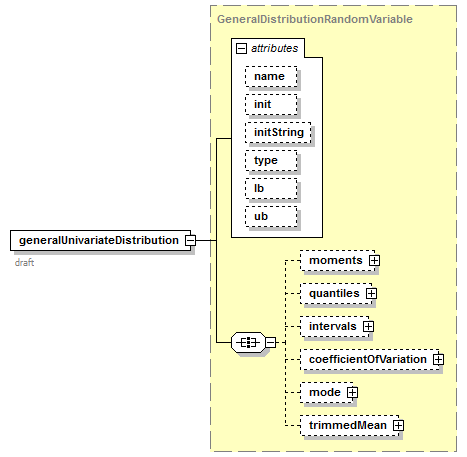 GeneralDistributionRandomVariable
attributes
name
init
initString
type
lb
ub
generalUnivariateDistribution
draft
moments
quantiles
intervals
coefficientOfVariation
mode
trimmedMean